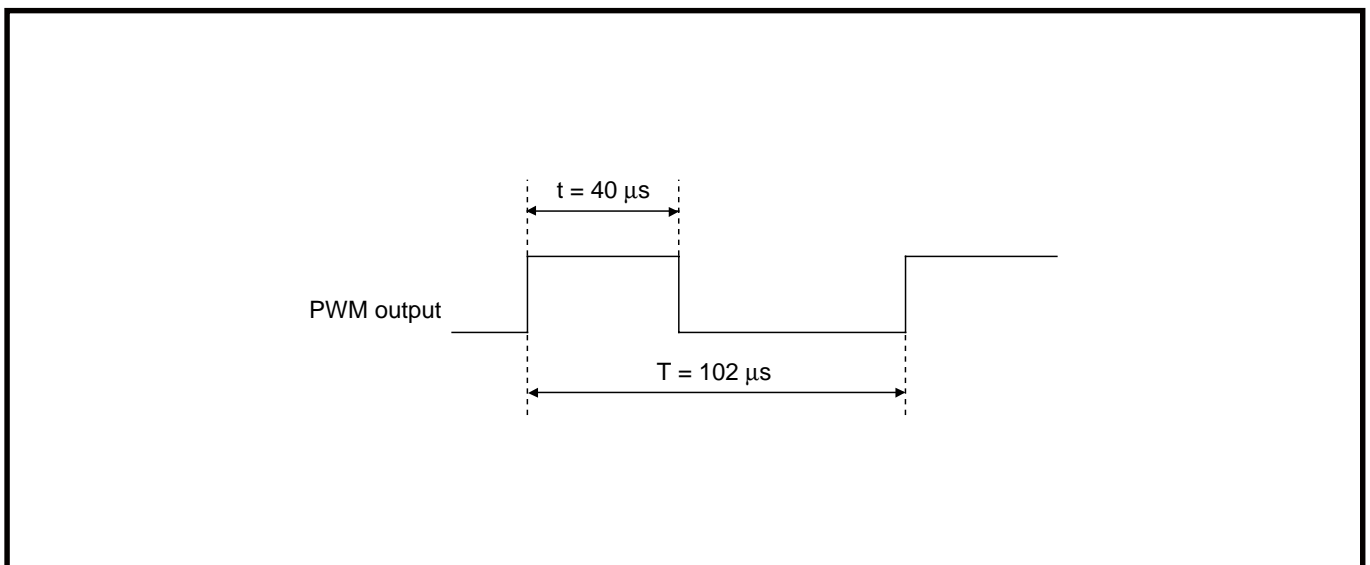 t = 40 μs
PWM output
T = 102 μs